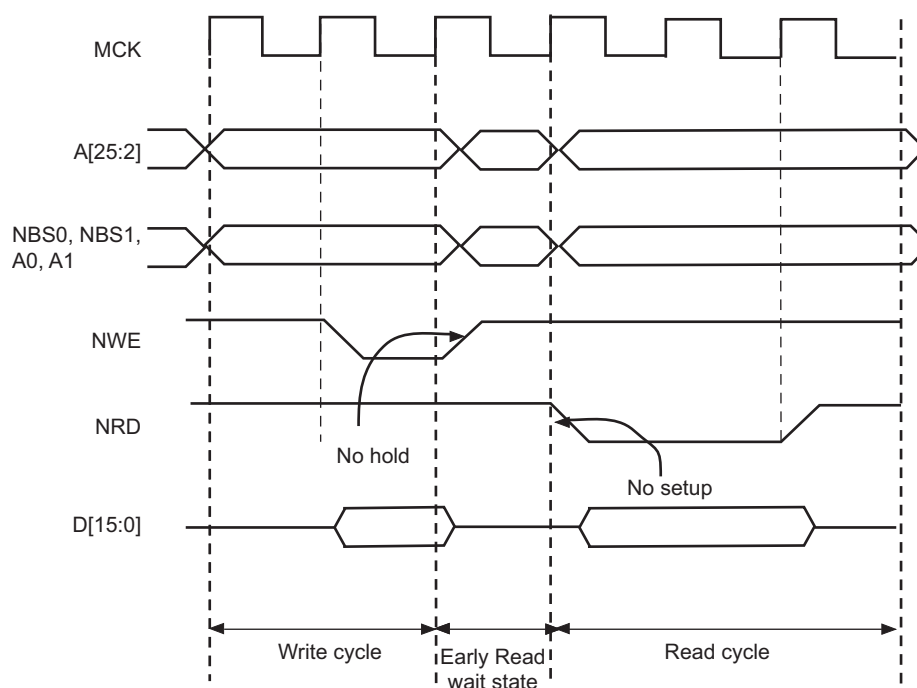 MCK
A[25:2]
NBS0, NBS1,
A0, A1
NWE
NRD
No hold
No setup
D[15:0]
Write cycle
Early Read
wait state
Read cycle